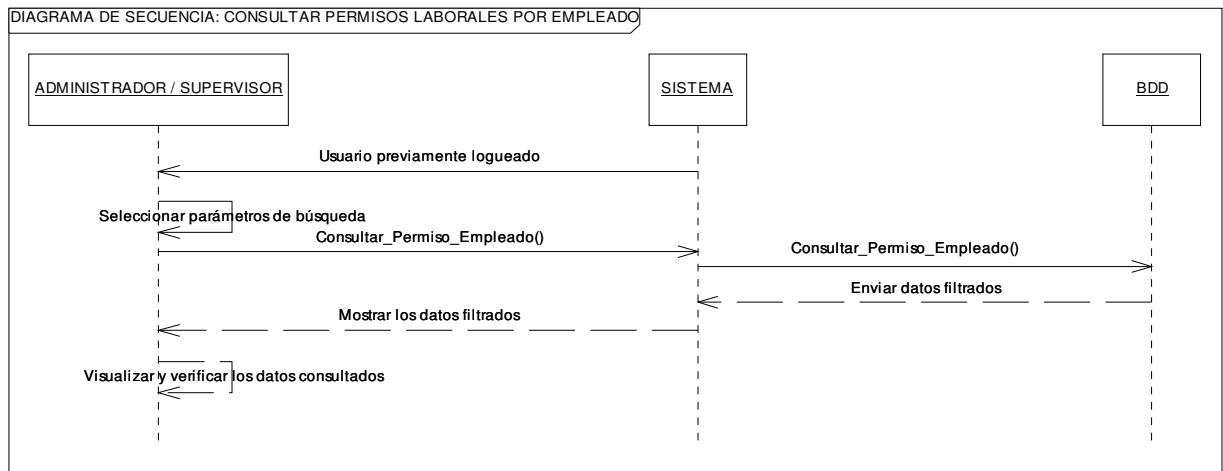 DIAGRAMA DE SECUENCIA: CONSULTAR PERMISOS LABORALES POR EMPLEADO
ADMINISTRADOR / SUPERVISOR
SISTEMA
BDD
Usuario previamente logueado
Seleccionar parámetros de búsqueda
Consultar_Permiso_Empleado()
Consultar_Permiso_Empleado()
Enviar datos filtrados
Mostrar los datos filtrados
Visualizar y verificar los datos consultados